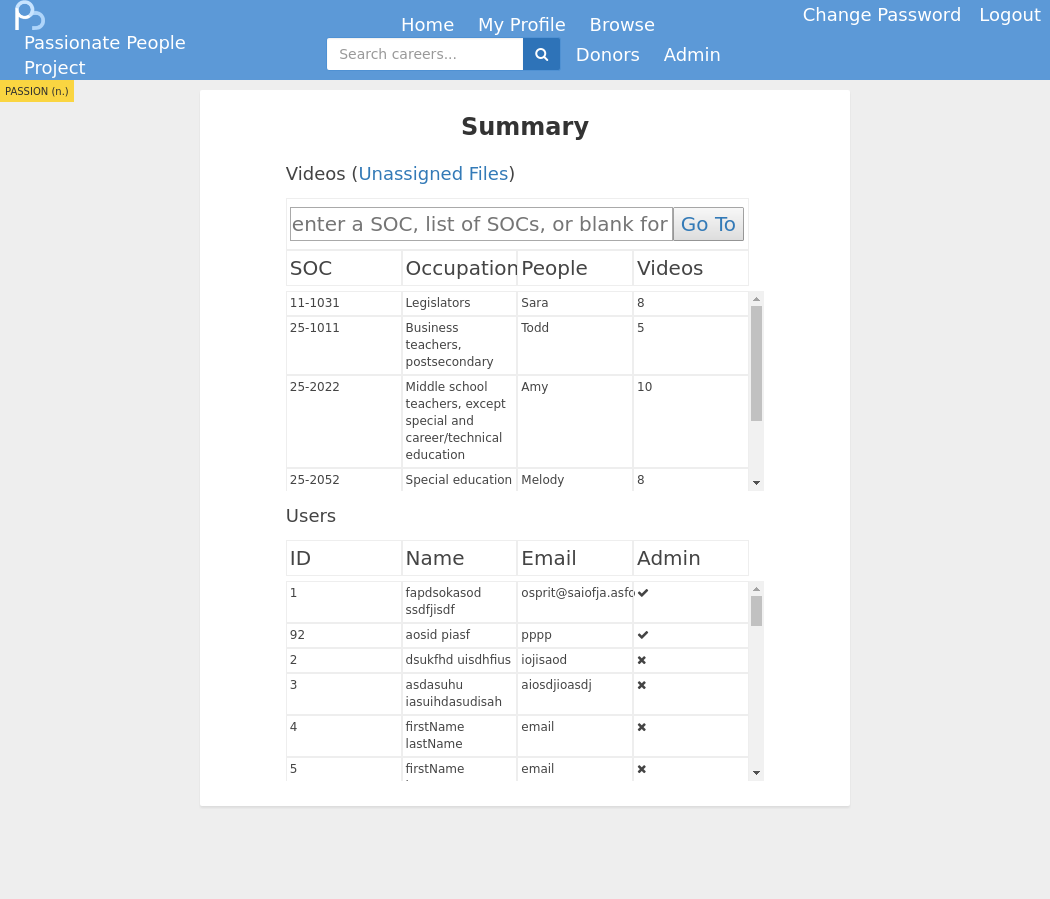 Home My Profile Browse
Change Password Logout
Passionate People
Project
Search careers...
Donors Admin
PASSION (n.)
Summary
Videos (Unassigned Files)
enter a SOC, list of SOCs, or blank for
Go To
SOC Occupation People Videos
11-1031 Legislators Sara 8
25-1011 Business Todd 5
teachers,
postsecondary
25-2022 Middle school Amy 10
teachers, except
special and
career/technical
education
25-2052 Special education Melody 8
Users
ID Name Email Admin
1 fapdsokasod osprit@saiofja.asfo
ssdfjisdf
92 aosid piasf pppp
2 dsukfhd uisdhfius iojisaod
3 asdasuhu aiosdjioasdj
iasuihdasudisah
4 firstName email
lastName
5 firstName email